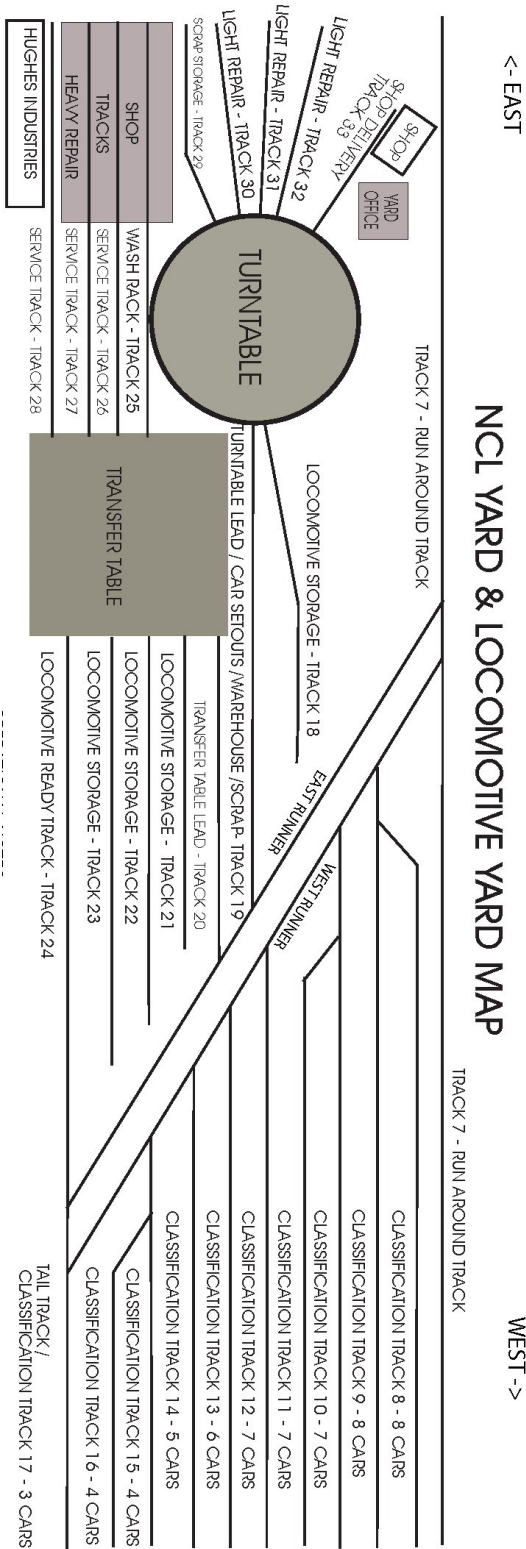 NCL YARD & LOCOMOTIVE YARD MAP
<- EAST
WEST ->
TRACK 7 - RUN AROUND TRACK
TRACK 7 - RUN AROUND TRACK
SHOP
SHOP DELIVERY
TRACK 33
YARD
OFFICE
LIGHT REPAIR - TRACK 32
LIGHT REPAIR - TRACK 31
LIGHT REPAIR - TRACK 30
SCRAP STORAGE - TRACK 29
TURNTABLE
LOCOMOTIVE STORAGE - TRACK 18
EAST RUNNER
WEST RUNNER
TURNTABLE LEAD / CAR SETOUTS /WAREHOUSE /SCRAP- TRACK 19
SHOP
TRACKS
HEAVY REPAIR
HUGHES INDUSTRIES
WASH RACK - TRACK 25
SERVICE TRACK - TRACK 26
SERVICE TRACK - TRACK 27
SERVICE TRACK - TRACK 28
TRANSFER TABLE
TRANSFER TABLE LEAD - TRACK 20
LOCOMOTIVE STORAGE - TRACK 21
LOCOMOTIVE STORAGE - TRACK 22
LOCOMOTIVE STORAGE - TRACK 23
LOCOMOTIVE READY TRACK - TRACK 24
CLASSIFICATION TRACK 8 - 8 CARS
CLASSIFICATION TRACK 9 - 8 CARS
CLASSIFICATION TRACK 10 - 7 CARS
CLASSIFICATION TRACK 11 - 7 CARS
CLASSIFICATION TRACK 12 - 7 CARS
CLASSIFICATION TRACK 13 - 6 CARS
CLASSIFICATION TRACK 14 - 5 CARS
CLASSIFICATION TRACK 15 - 4 CARS
CLASSIFICATION TRACK 16 - 4 CARS
TAIL TRACK /
CLASSIFICATION TRACK 17 - 3 CARS